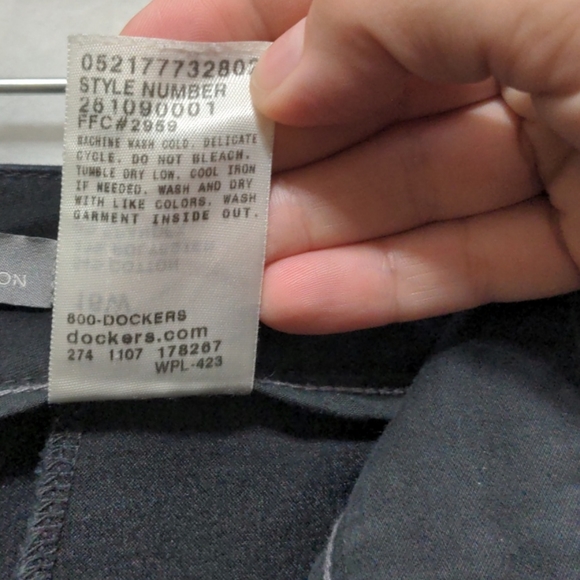 052177732802
STYLE NUMBER
261090001
FFC#2959
MACHINE WASH COLD. DELICATE
CYCLE. DO NOT BLEACH.
TUMBLE DRY LOW. COOL IRON
IF NEEDED. WASH AND DRY
WITH LIKE COLORS. WASH
GARMENT INSIDE OUT.
ON
800-DOCKERS
dockers.com
274 1107 178267
WPL-423